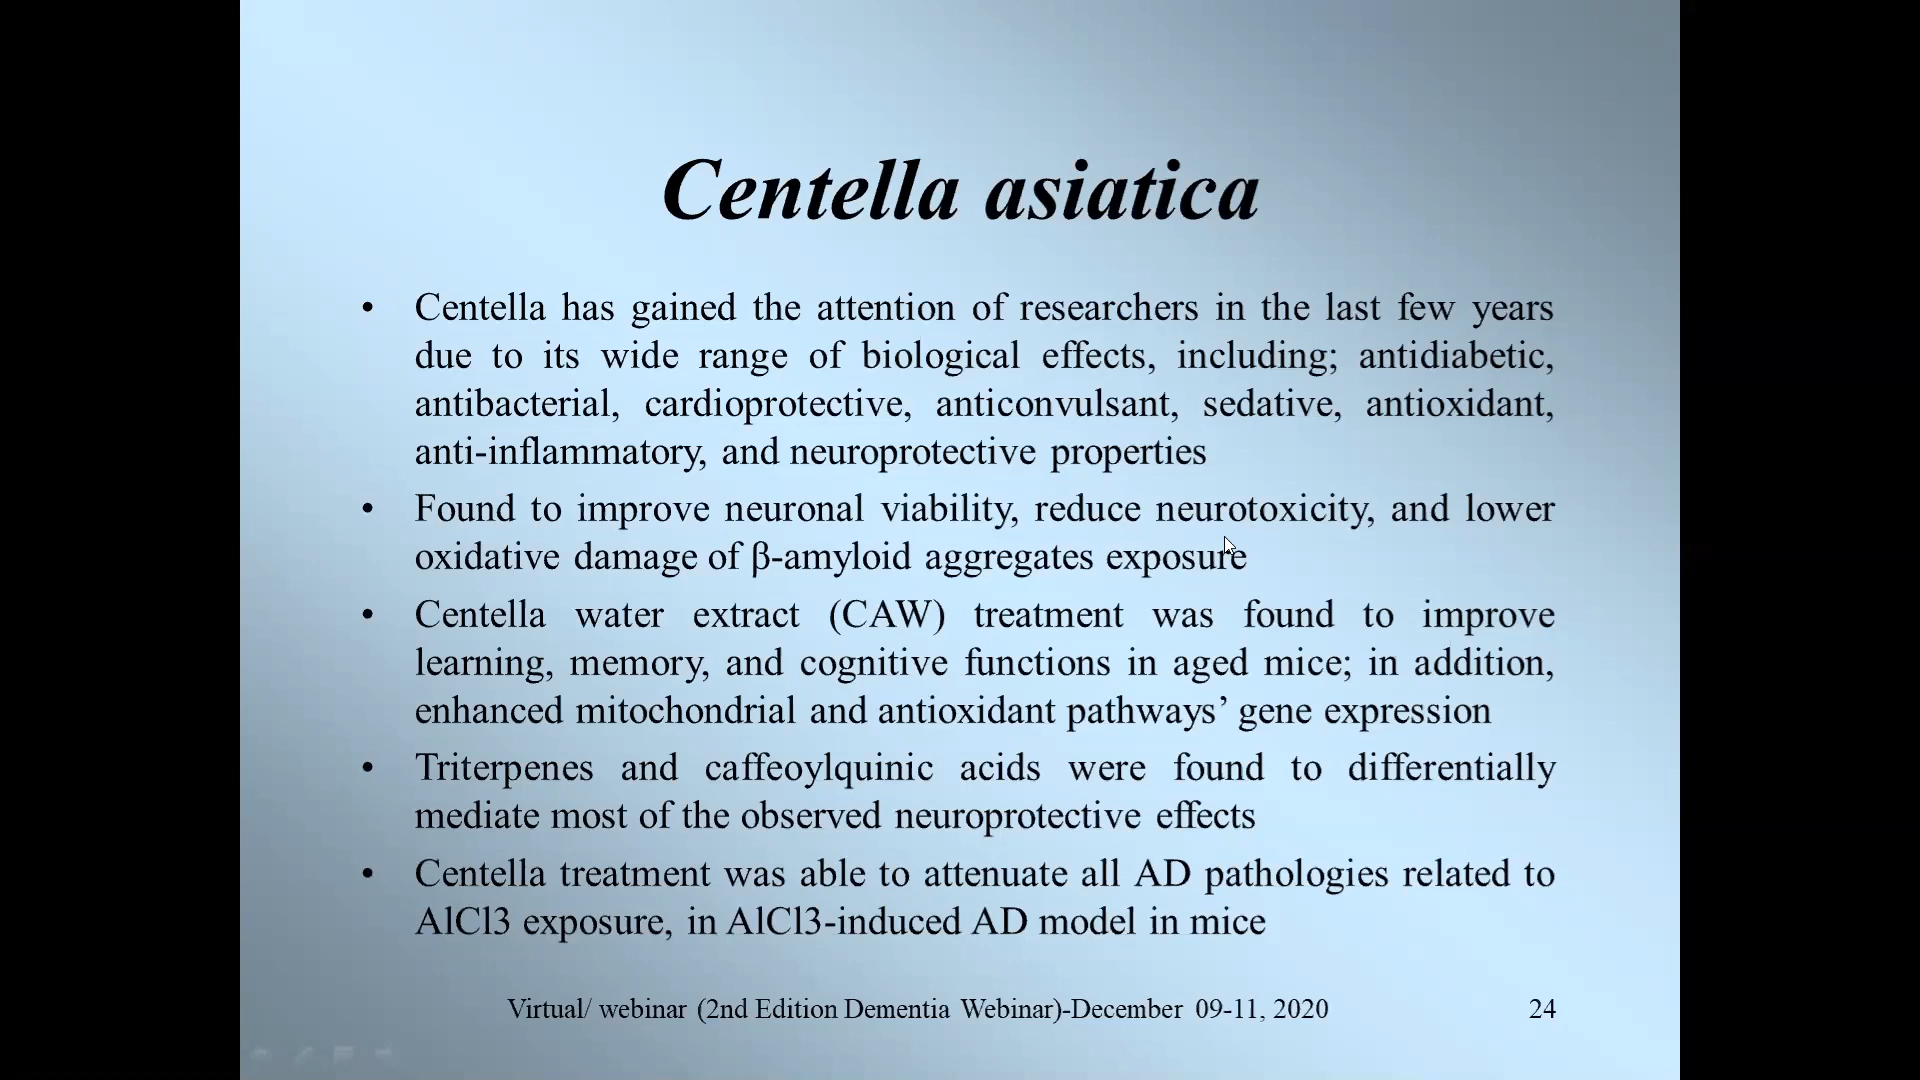 Centella asiatica
• Centella has gained the attention of researchers in the last few years
due to its wide range of biological effects, including; antidiabetic,
antibacterial, cardioprotective, anticonvulsant, sedative, antioxidant,
anti-inflammatory, and neuroprotective properties
• Found to improve neuronal viability, reduce neurotoxicity, and lower
oxidative damage of β-amyloid aggregates exposure
• Centella water extract (CAW) treatment was found to improve
learning, memory, and cognitive functions in aged mice; in addition,
enhanced mitochondrial and antioxidant pathways’ gene expression
• Triterpenes and caffeoylquinic acids were found to differentially
mediate most of the observed neuroprotective effects
• Centella treatment was able to attenuate all AD pathologies related to
AlCl3 exposure, in AlCl3-induced AD model in mice
Virtual/ webinar (2nd Edition Dementia Webinar)-December 09-11, 2020 24